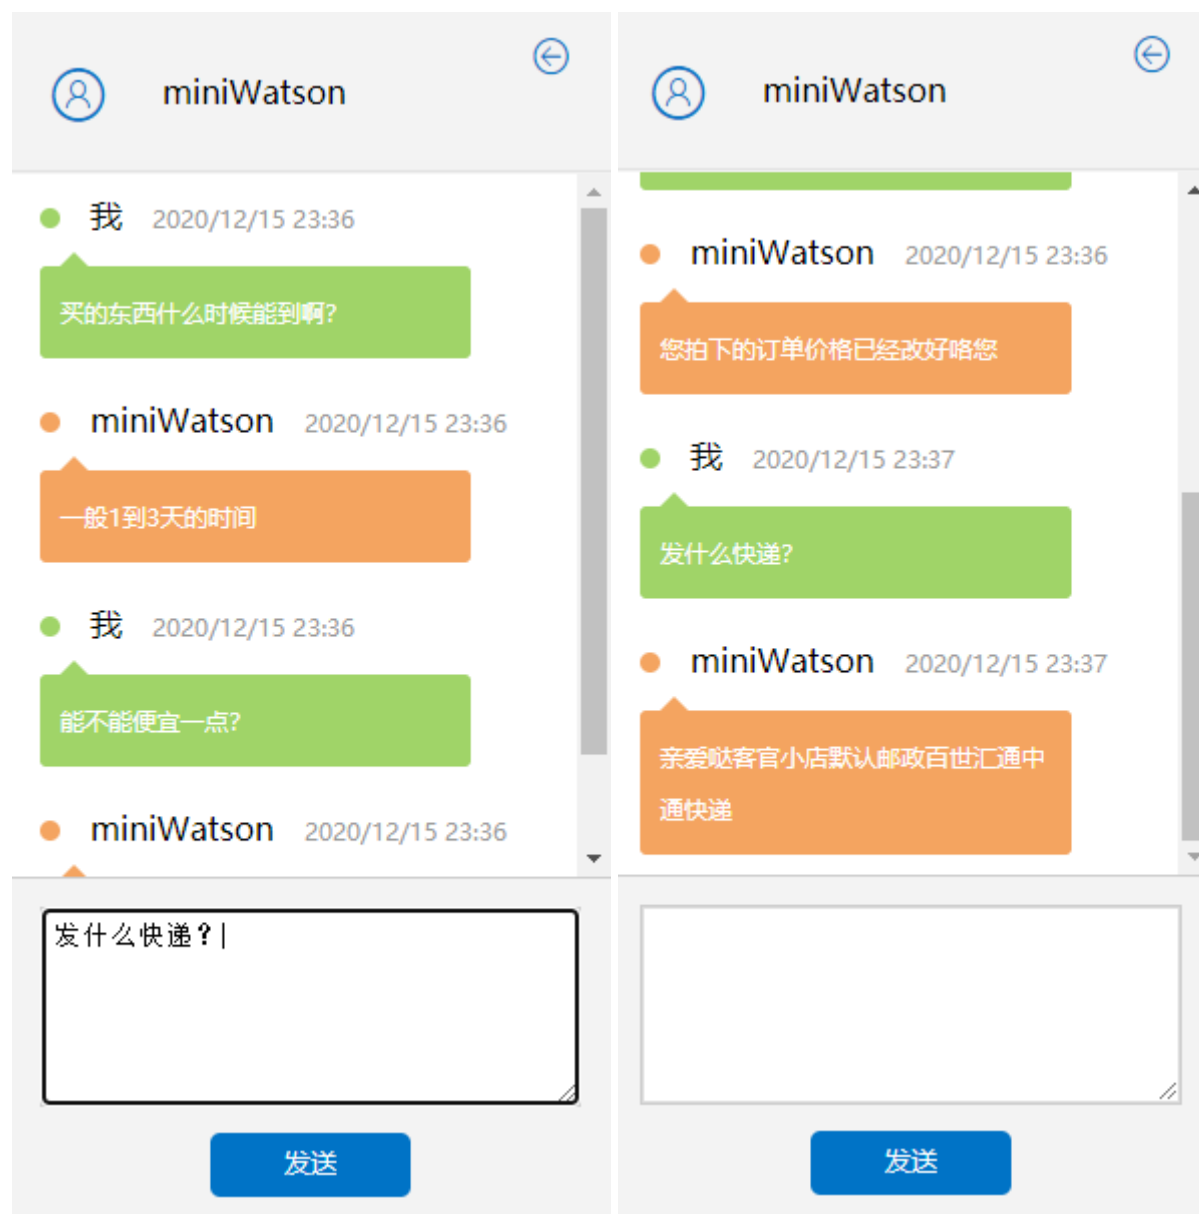 miniWatson
我 2020/12/15 23:36
买的东西什么时候能到啊?
miniWatson 2020/12/15 23:36
一般1到3天的时间
我 2020/12/15 23:36
能不能便宜一点?
miniWatson 2020/12/15 23:36
发什么快递?
发送
miniWatson
miniWatson 2020/12/15 23:36
您拍下的订单价格已经改好咯您
我 2020/12/15 23:37
发什么快递?
miniWatson 2020/12/15 23:37
亲爱哒客官小店默认邮政百世汇通中
通快递
发送